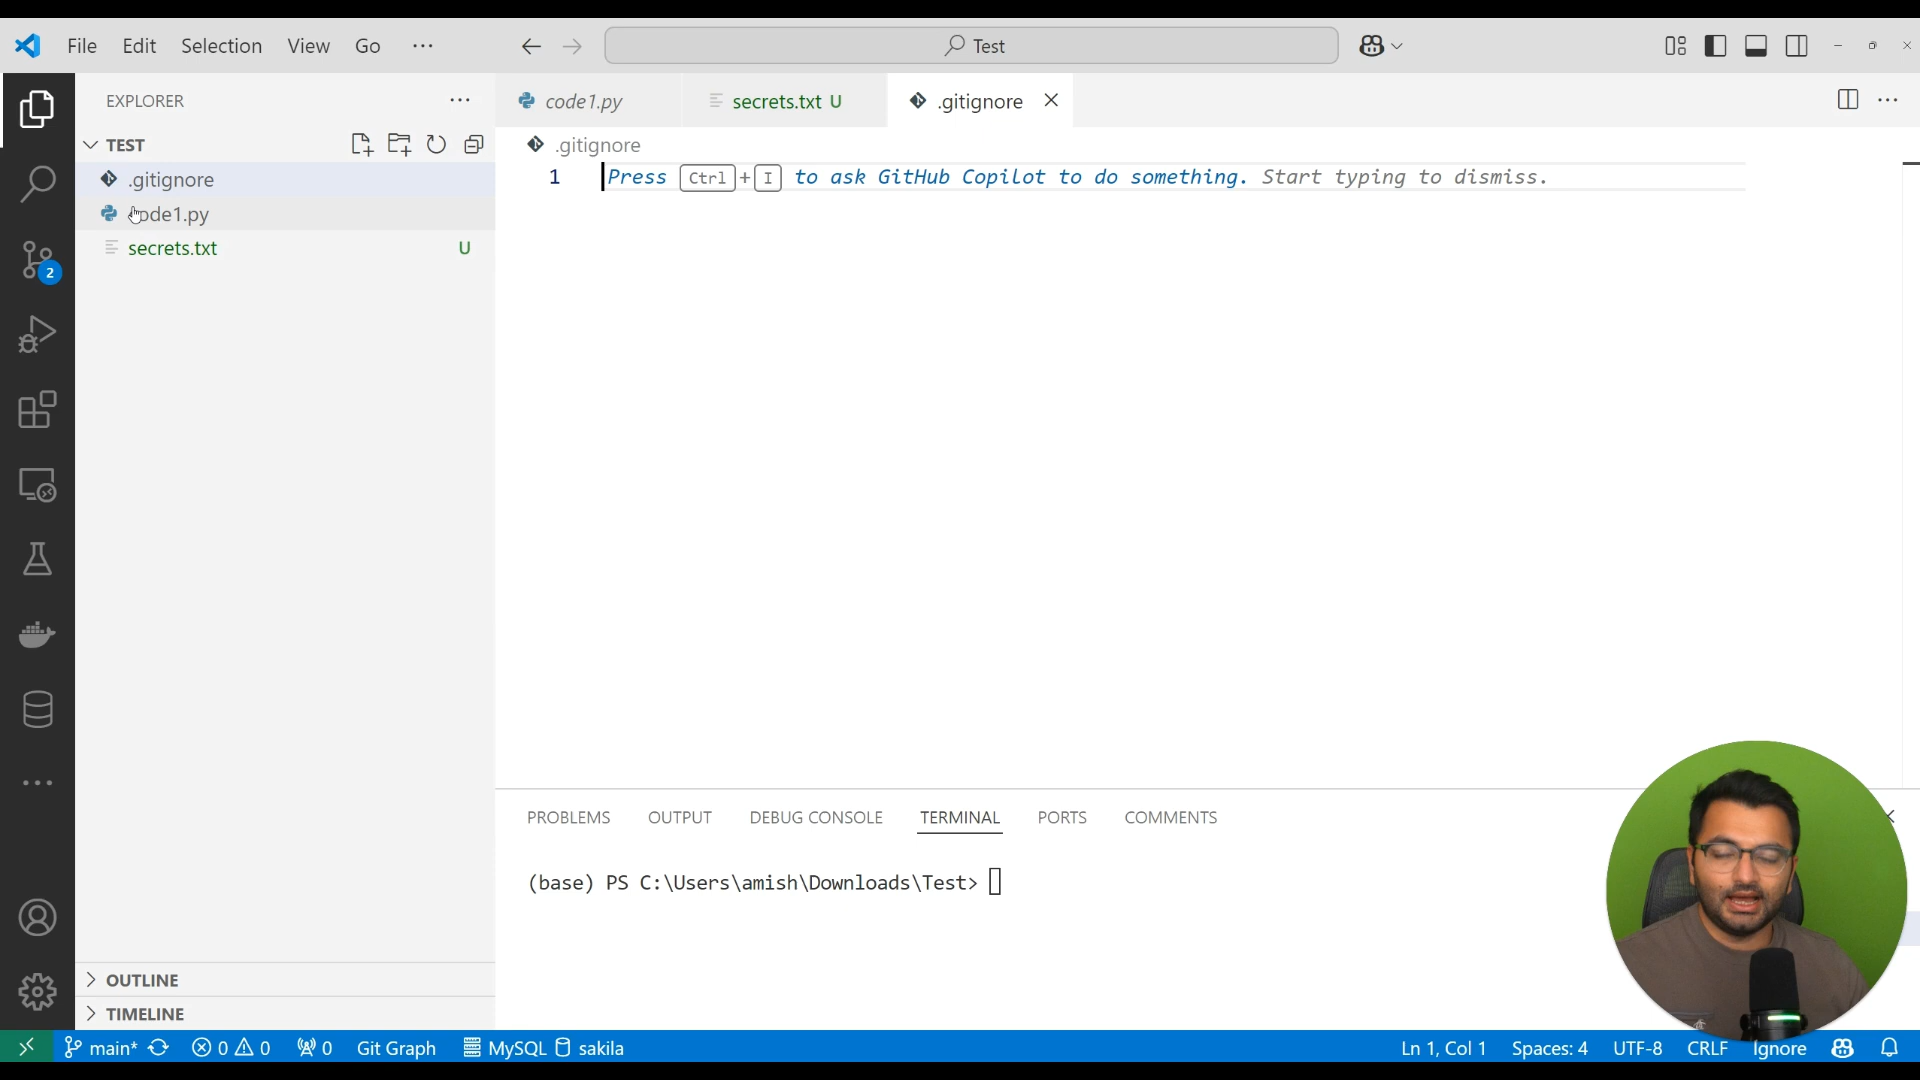 File Edit Selection View Go ···
Test
EXPLORER ···
TEST
.gitignore
code1.py
secrets.txt U
OUTLINE
TIMELINE
2
code1.py
secrets.txt U
.gitignore
.gitignore
1 Press Ctrl+I to ask GitHub Copilot to do something. Start typing to dismiss.
PROBLEMS OUTPUT DEBUG CONSOLE TERMINAL PORTS COMMENTS
(base) PS C:\Users\amish\Downloads\Test>
main* 0 0 0 Git Graph MySQL sakila Ln 1, Col 1 Spaces: 4 UTF-8 CRLF Ignore